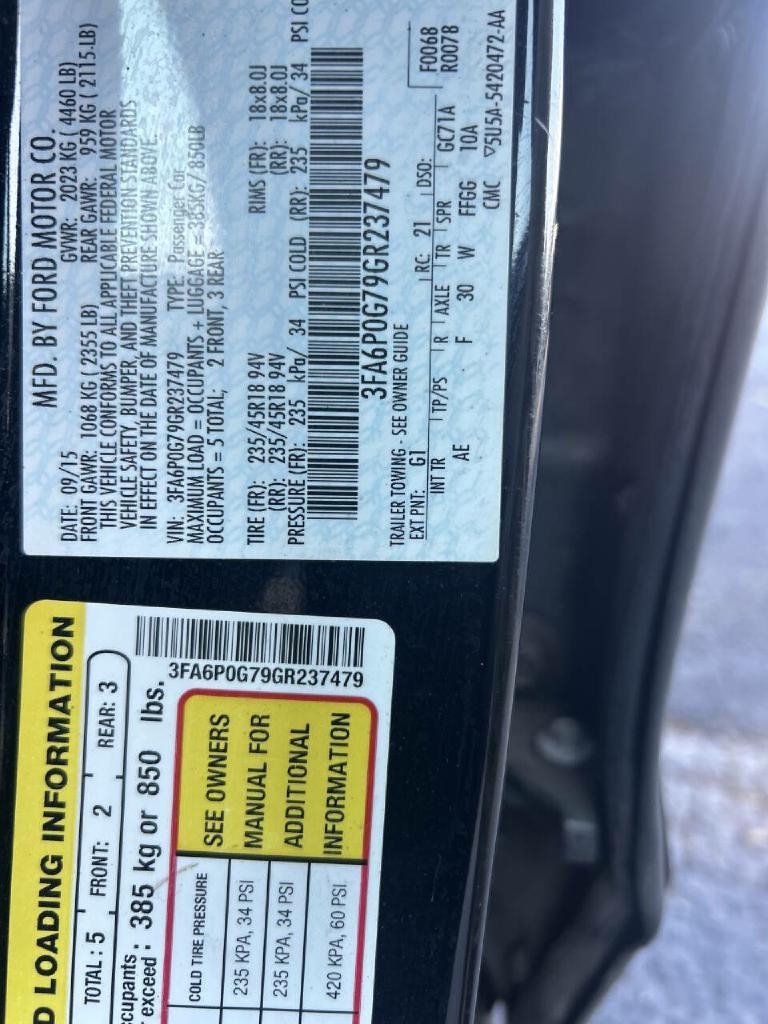 MFD. BY FORD MOTOR CO.
DATE: 09/15 GVWR: 2023 KG ( 4460 LB)
FRONT GAWR: 1068 KG ( 2355 LB) REAR GAWR: 959 KG ( 2115 LB)
THIS VEHICLE CONFORMS TO ALL APPLICABLE FEDERAL MOTOR
VEHICLE SAFETY, BUMPER, AND THEFT PREVENTION STANDARDS
IN EFFECT ON THE DATE OF MANUFACTURE SHOWN ABOVE.
VIN: 3FA6P0G79GR237479 TYPE: Passenger Car
MAXIMUM LOAD = OCCUPANTS + LUGGAGE = 385KG/ 850LB
OCCUPANTS = 5 TOTAL; 2 FRONT, 3 REAR
TIRE (FR): 235/45R18 94V RIMS (FR): 18x8.0J
(RR): 235/45R18 94V (RR): 18x8.0J
PRESSURE (FR): 235 kPa/ 34 PSI COLD (RR): 235 kPa/ 34 PSI CO
3FA6P0G79GR237479
TRAILER TOWING - SEE OWNER GUIDE
EXT PNT: G1 RC: 21 DSO: F0068
R0078
INT TR TP/PS R AXLE TR SPR GC71A
AE F 30 W FFGG 10A
CMC ▽5U5A-5420472-AA
D LOADING INFORMATION
TOTAL : 5 FRONT: 2 REAR: 3
ccupants
r exceed : 385 kg or 850 lbs.
3FA6P0G79GR237479
COLD TIRE PRESSURE
235 KPA, 34 PSI
235 KPA, 34 PSI
420 KPA, 60 PSI
SEE OWNERS
MANUAL FOR
ADDITIONAL
INFORMATION